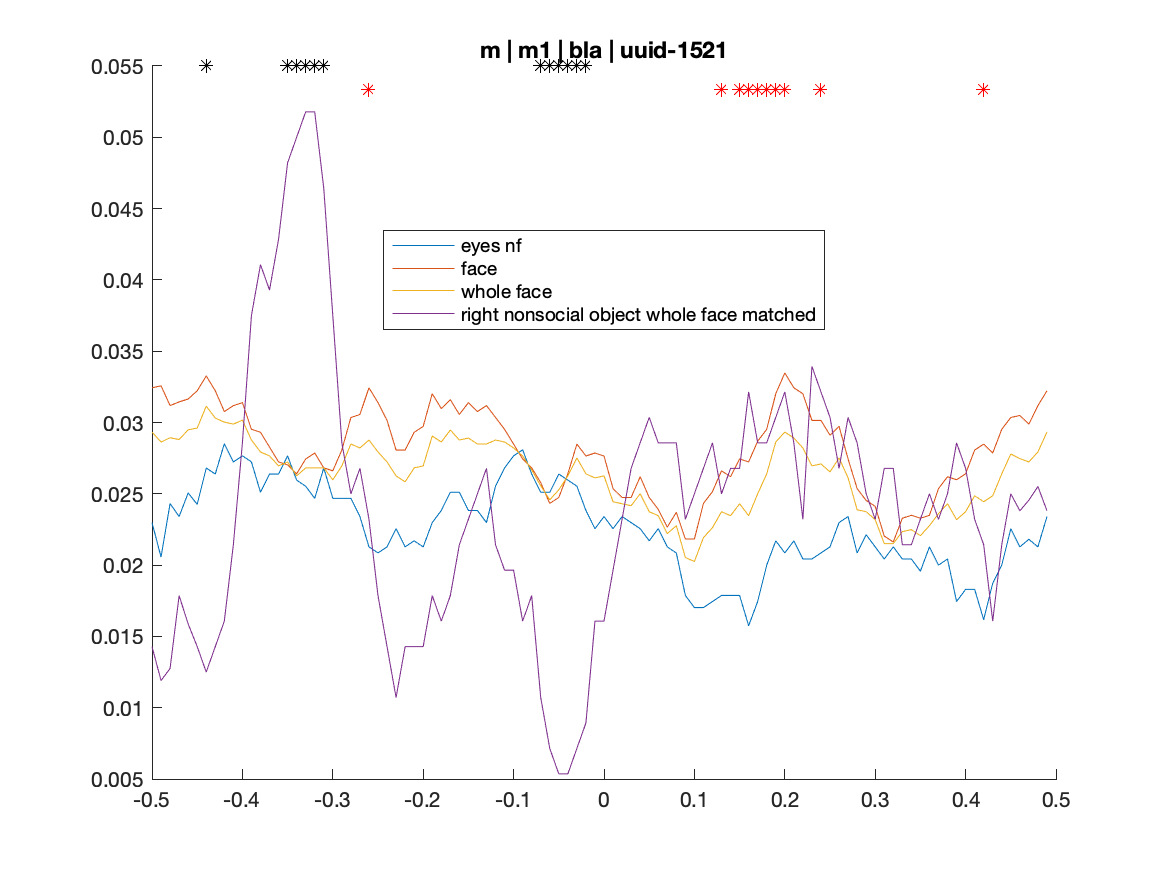 m | m1 | bla | uuid-1521
0.055
0.05
0.045
0.04
0.035
0.03
0.025
0.02
0.015
0.01
0.005
eyes nf
face
whole face
right nonsocial object whole face matched
-0.5 -0.4 -0.3 -0.2 -0.1 0 0.1 0.2 0.3 0.4 0.5